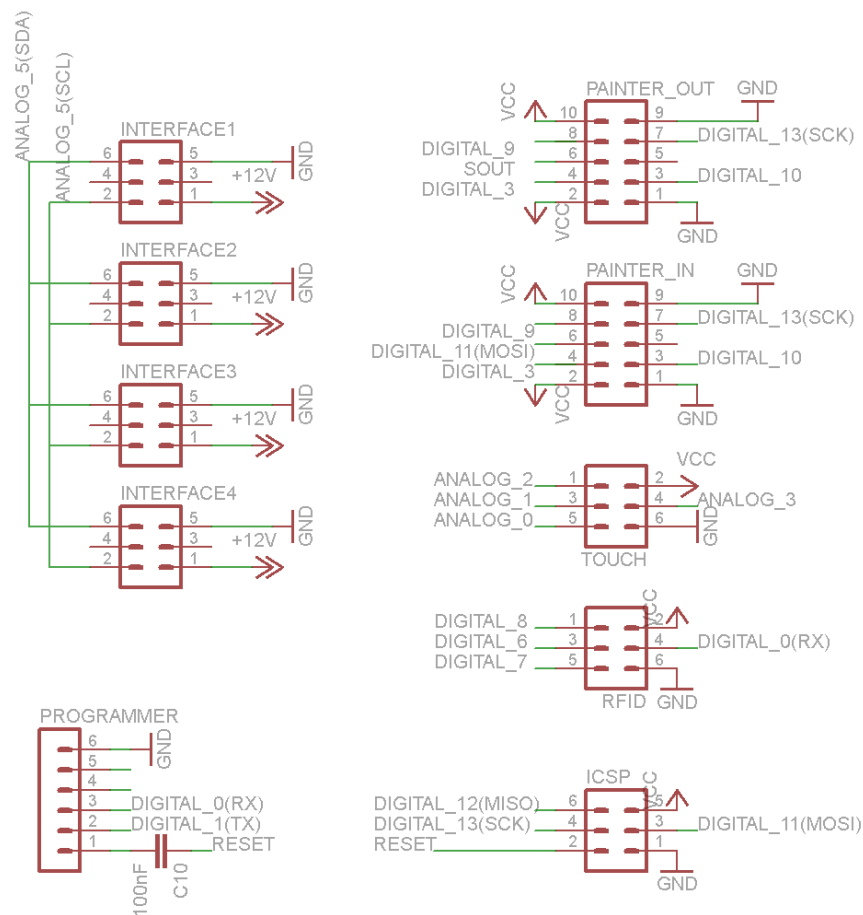 ANALOG_5(SDA)
ANALOG_5(SCL)
INTERFACE1
6 5 GND
4 3 +12V
2 1
INTERFACE2
6 5 GND
4 3 +12V
2 1
INTERFACE3
6 5 GND
4 3 +12V
2 1
INTERFACE4
6 5 GND
4 3 +12V
2 1
PROGRAMMER
6 GND
5
4
3 DIGITAL_0(RX)
2 DIGITAL_1(TX)
1 RESET
100nF
C10
PAINTER_OUT GND
VCC 10 9
8 7 DIGITAL_13(SCK)
DIGITAL_9 6 5
SOUT 4 3 DIGITAL_10
DIGITAL_3 2 1
VCC GND
PAINTER_IN GND
VCC 10 9
8 7 DIGITAL_13(SCK)
DIGITAL_9 6 5
DIGITAL_11(MOSI) 4 3 DIGITAL_10
DIGITAL_3 2 1
VCC GND
VCC
ANALOG_2 1 2
ANALOG_1 3 4 ANALOG_3
ANALOG_0 5 6 GND
TOUCH
VCC
DIGITAL_8 1 2
DIGITAL_6 3 4 DIGITAL_0(RX)
DIGITAL_7 5 6
RFID GND
ICSP VCC
DIGITAL_12(MISO) 6 5
DIGITAL_13(SCK) 4 3 DIGITAL_11(MOSI)
RESET 2 1
GND